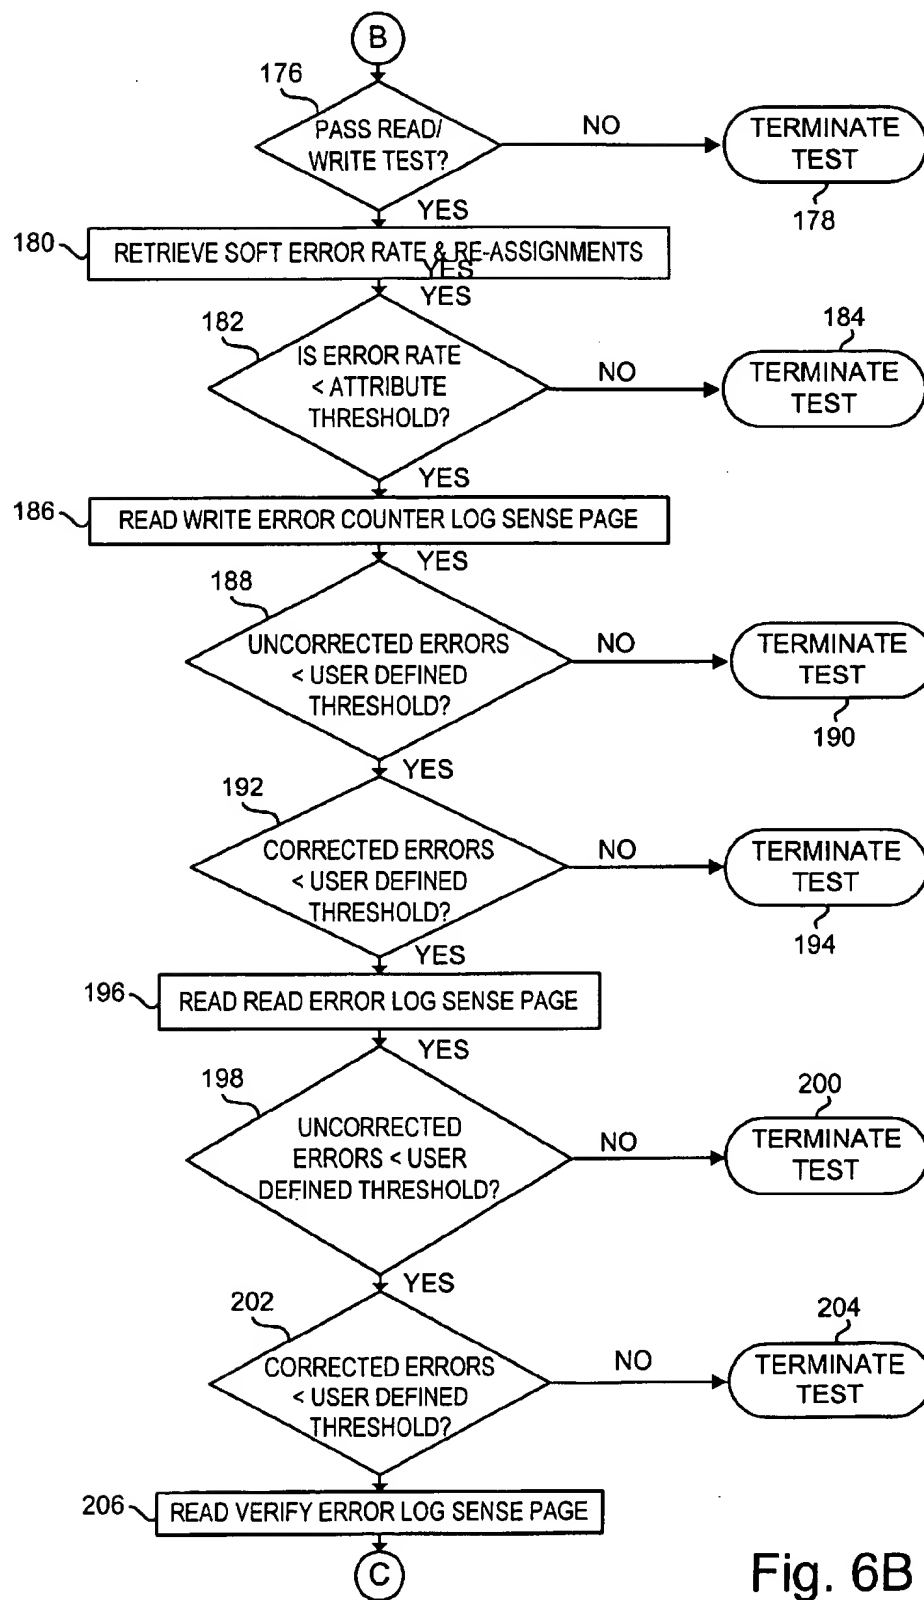 B
176
PASS READ/
WRITE TEST?
NO
TERMINATE
TEST
178
YES
180
RETRIEVE SOFT ERROR RATE & RE-ASSIGNMENTS
YES
YES
182
IS ERROR RATE
< ATTRIBUTE
THRESHOLD?
NO
184
TERMINATE
TEST
YES
186
READ WRITE ERROR COUNTER LOG SENSE PAGE
YES
188
UNCORRECTED ERRORS
< USER DEFINED
THRESHOLD?
NO
TERMINATE
TEST
190
YES
192
CORRECTED ERRORS
< USER DEFINED
THRESHOLD?
NO
TERMINATE
TEST
194
YES
196
READ READ ERROR LOG SENSE PAGE
YES
198
UNCORRECTED
ERRORS < USER
DEFINED THRESHOLD?
NO
200
TERMINATE
TEST
YES
202
CORRECTED ERRORS
< USER DEFINED
THRESHOLD?
NO
204
TERMINATE
TEST
206
READ VERIFY ERROR LOG SENSE PAGE
C
Fig. 6B